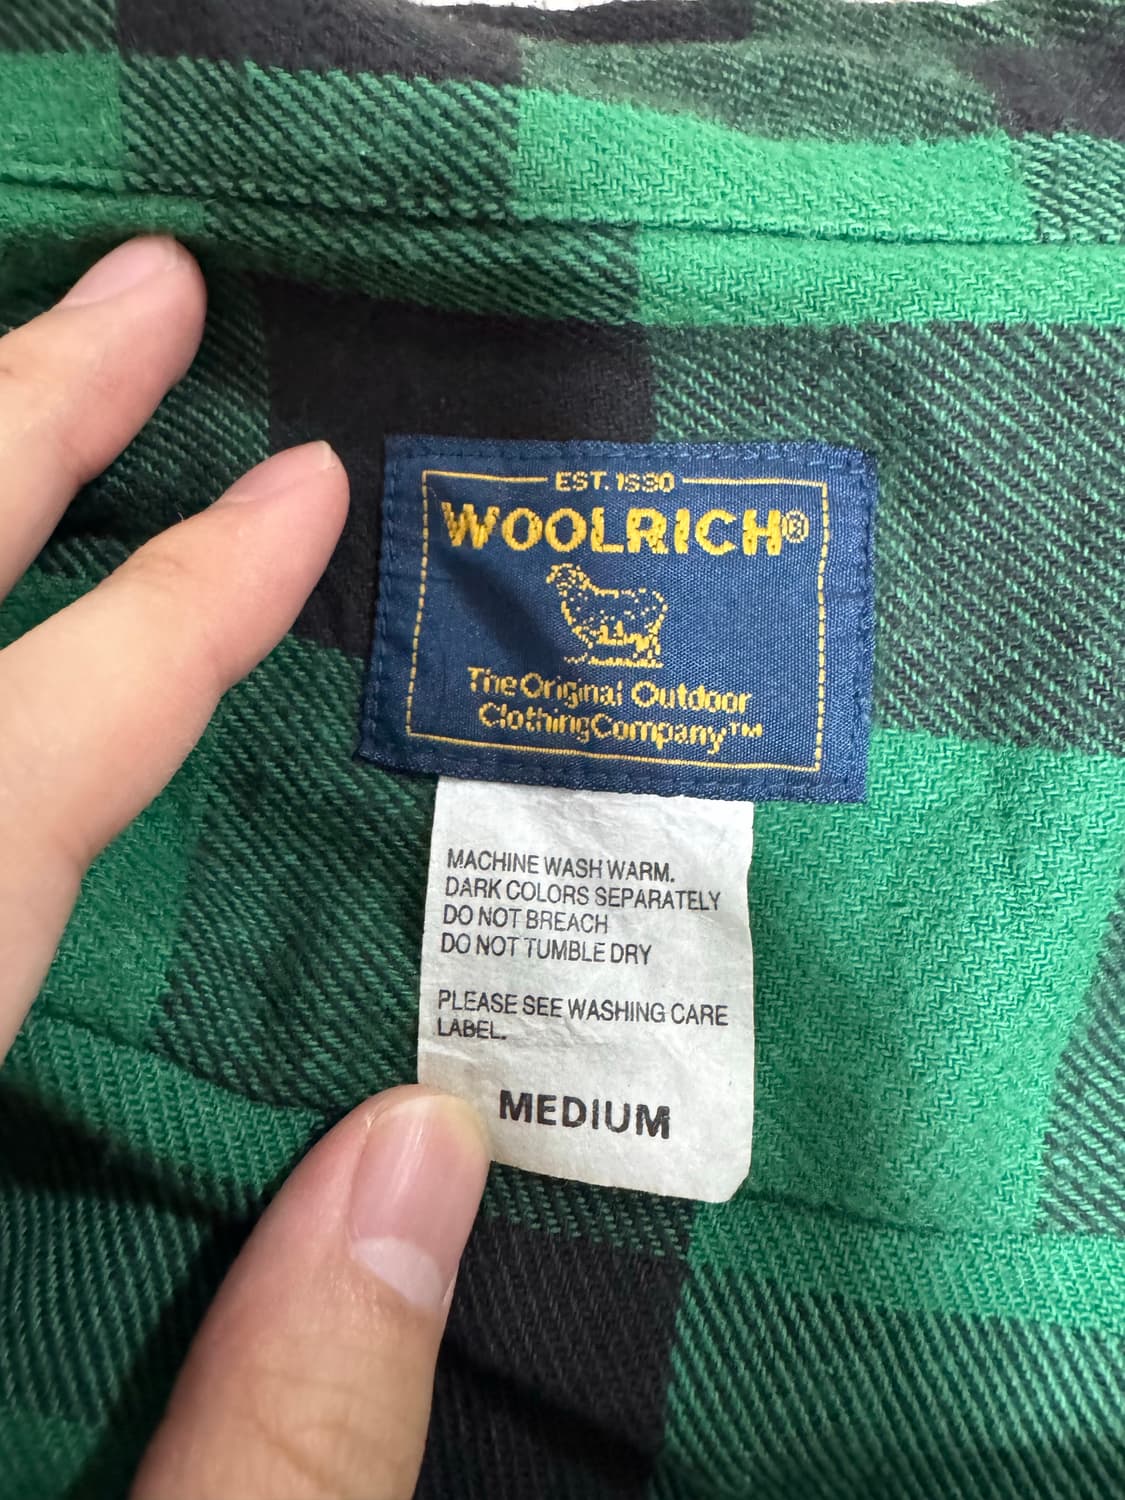 EST. 1830
WOOLRICH®
The Original Outdoor
Clothing Company™
MACHINE WASH WARM.
DARK COLORS SEPARATELY
DO NOT BREACH
DO NOT TUMBLE DRY
PLEASE SEE WASHING CARE
LABEL.
MEDIUM